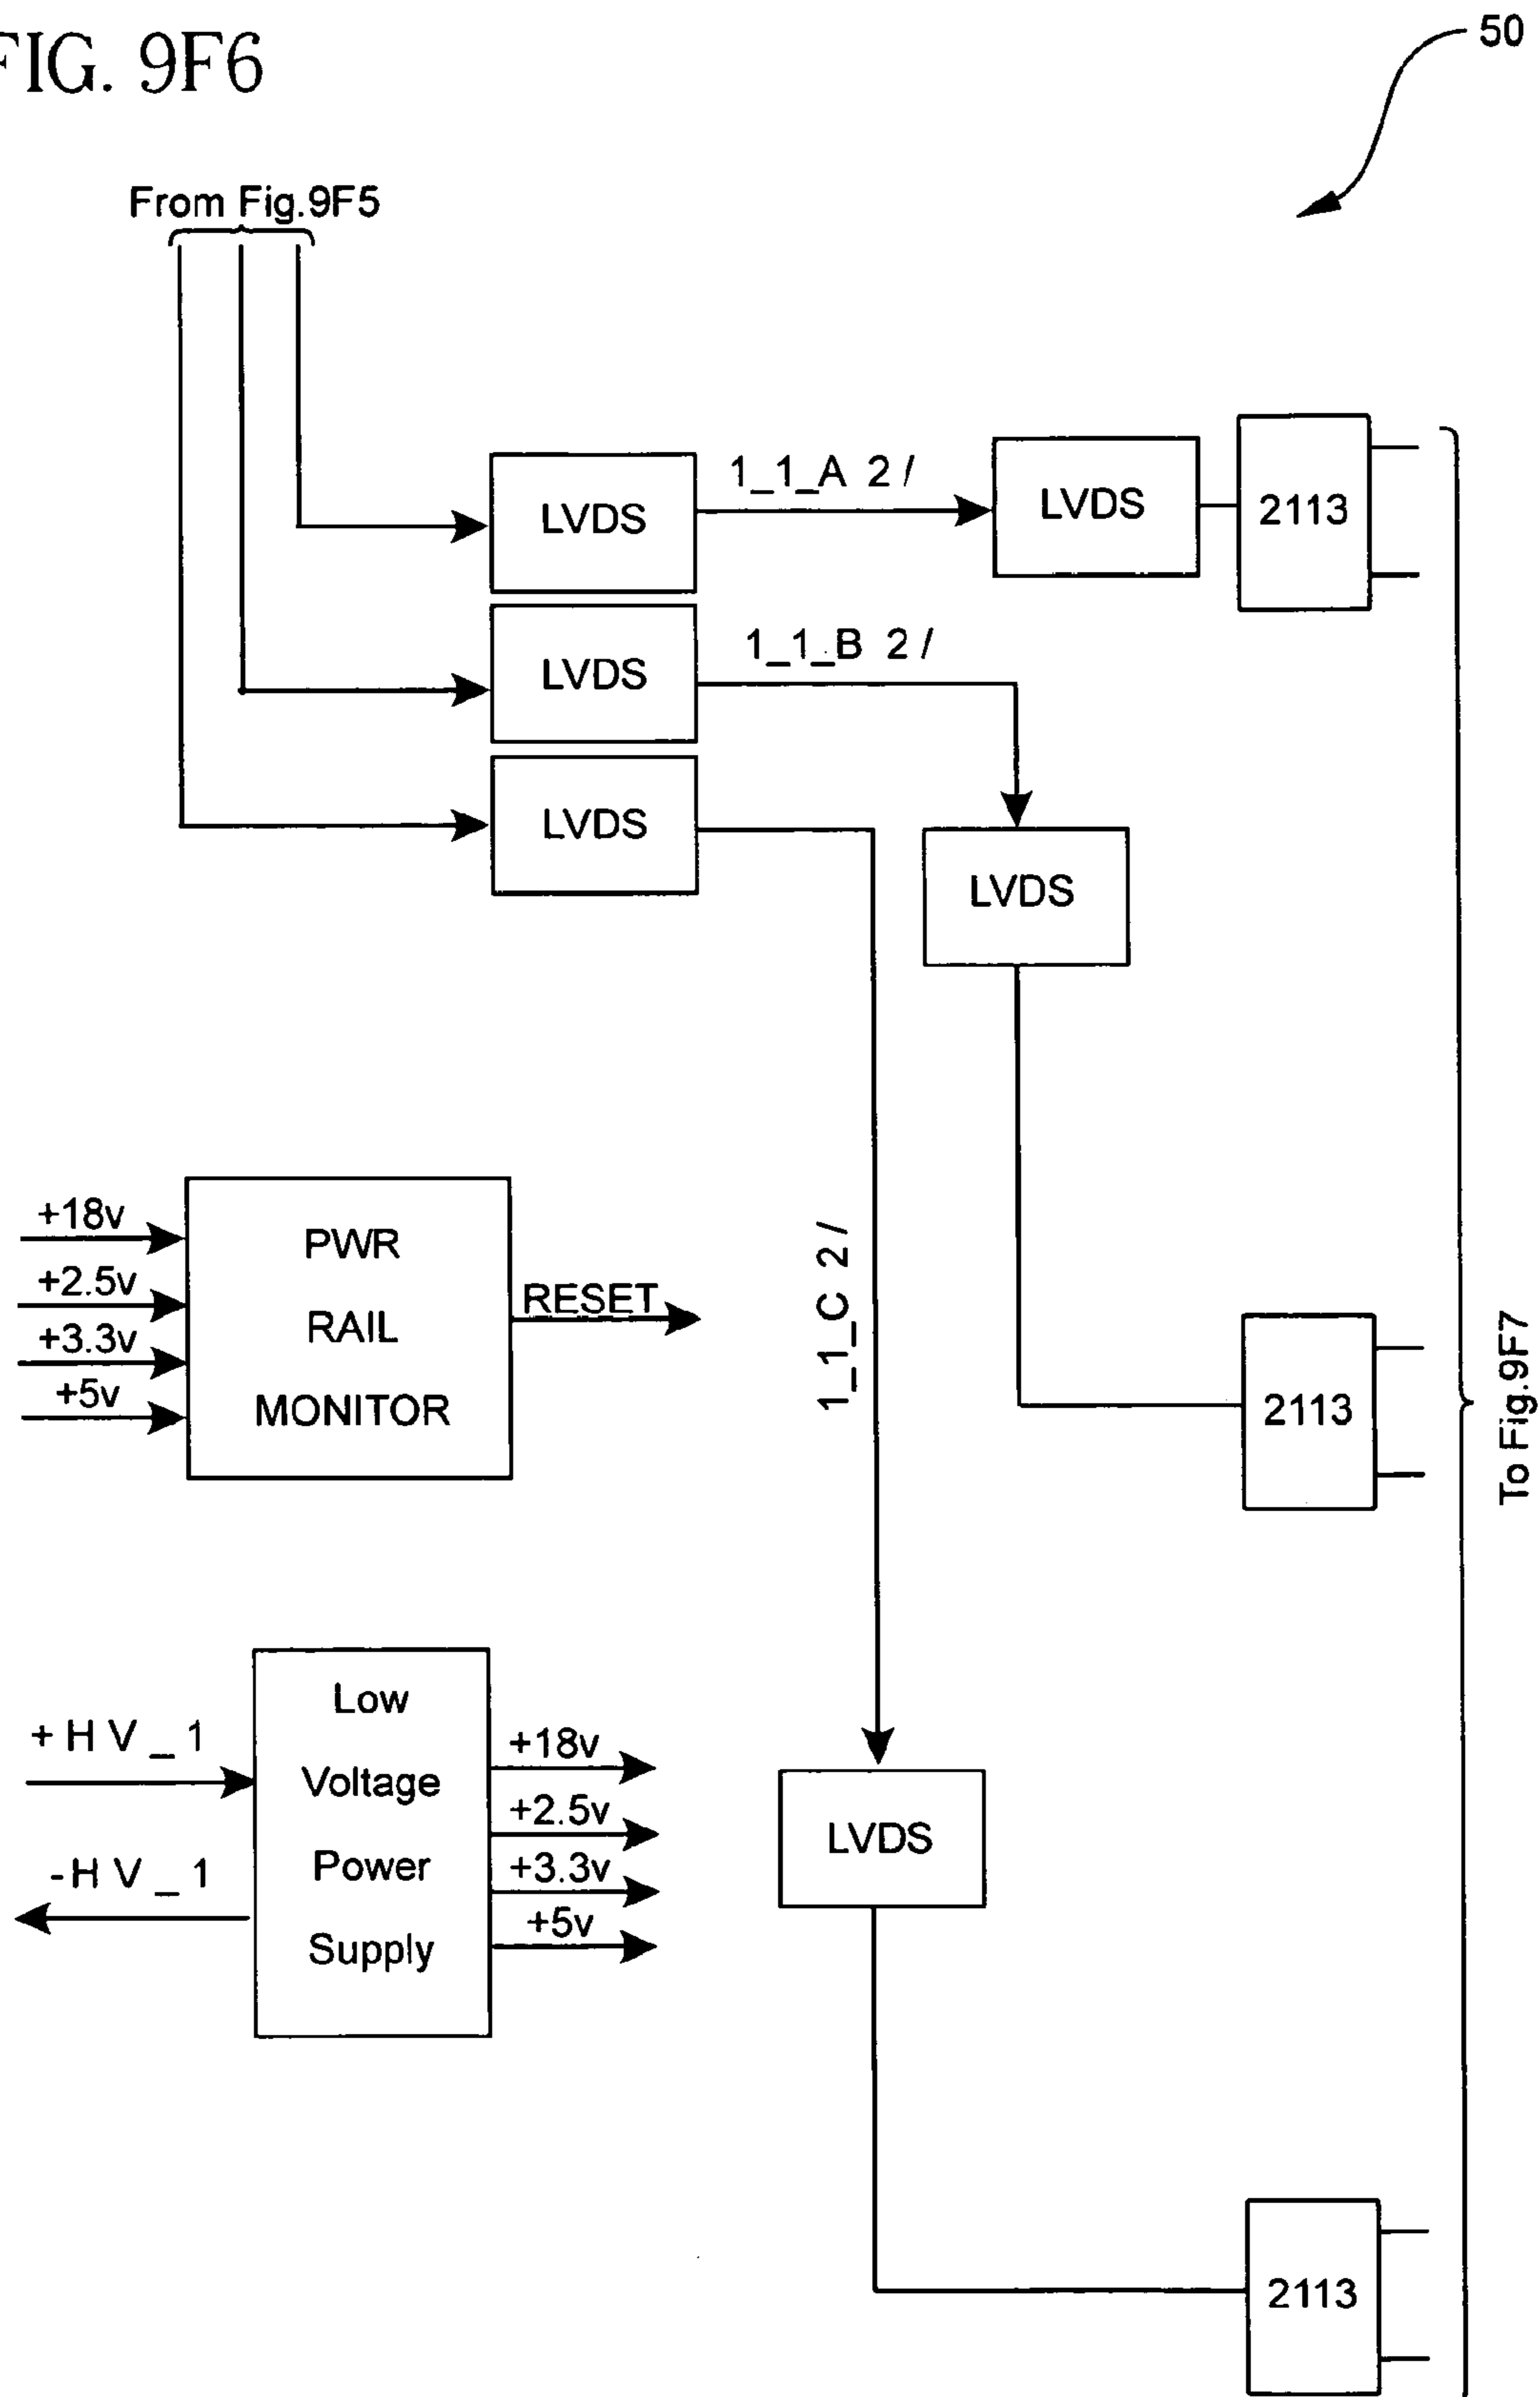 FIG. 9F6
50
From Fig.9F5
LVDS
1_1_A 2 /
LVDS
2113
LVDS
1_1_B 2 /
LVDS
1_1_C 2 /
LVDS
2113
To Fig.9F7
+18v
+2.5v
+3.3v
+5v
PWR
RAIL
MONITOR
RESET
+ H V _ 1
- H V _ 1
Low
Voltage
Power
Supply
+18v
+2.5v
+3.3v
+5v
LVDS
2113